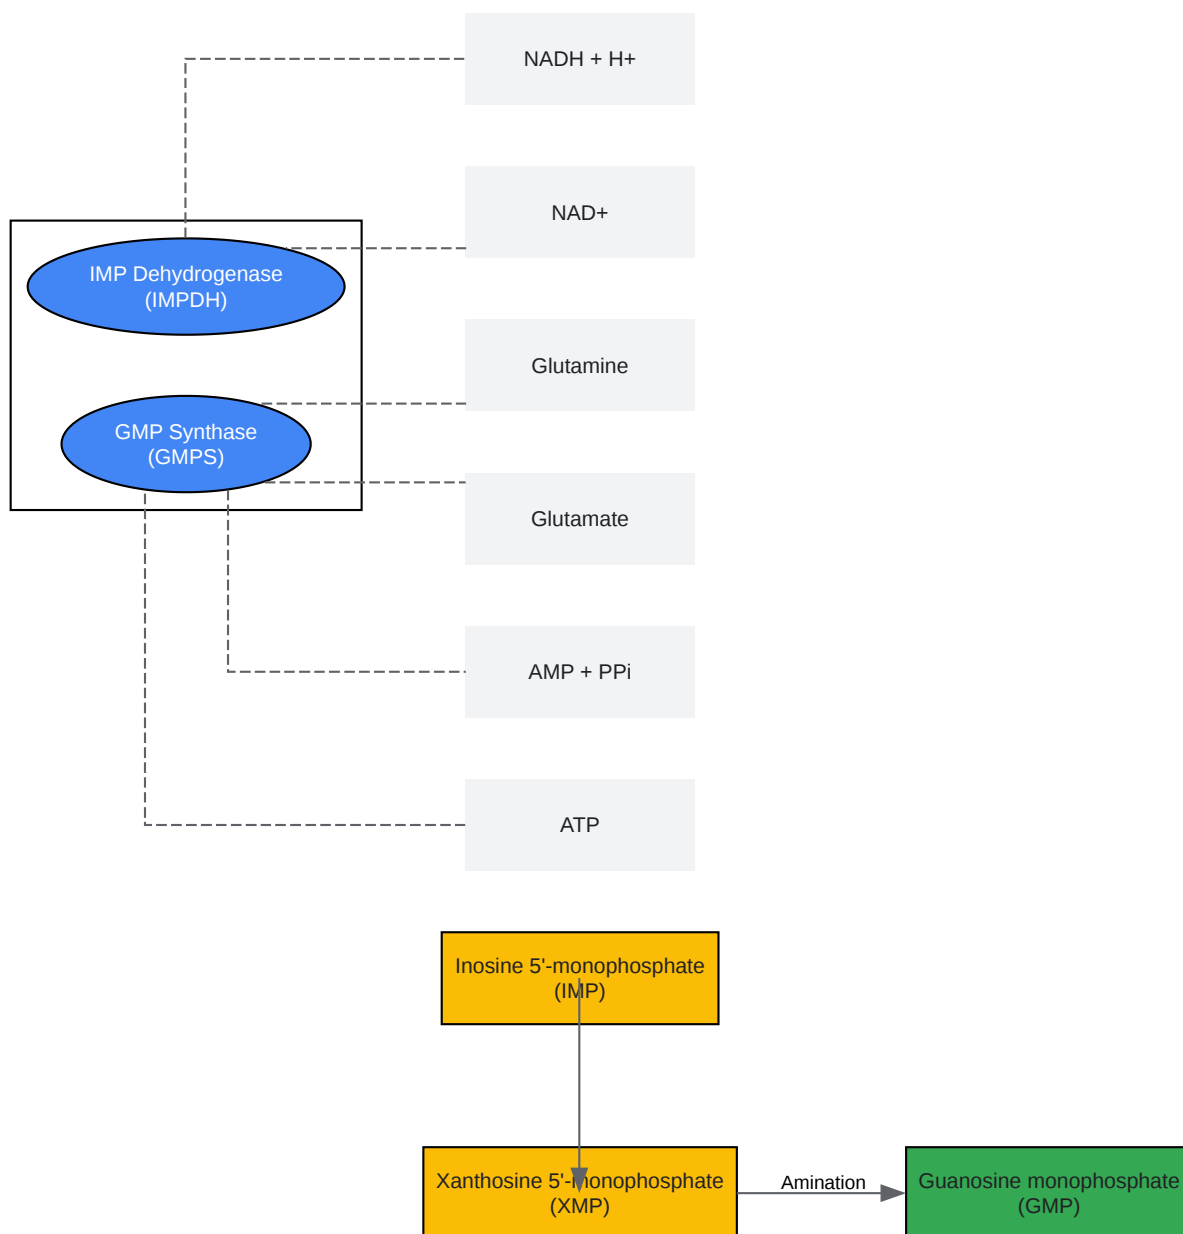 NADH + H+
NAD+
IMP Dehydrogenase
(IMPDH)
Glutamine
GMP Synthase
(GMPS)
Glutamate
AMP + PPi
ATP
Inosine 5'-monophosphate
(IMP)
Xanthosine 5'-monophosphate
(XMP)
Amination
Guanosine monophosphate
(GMP)